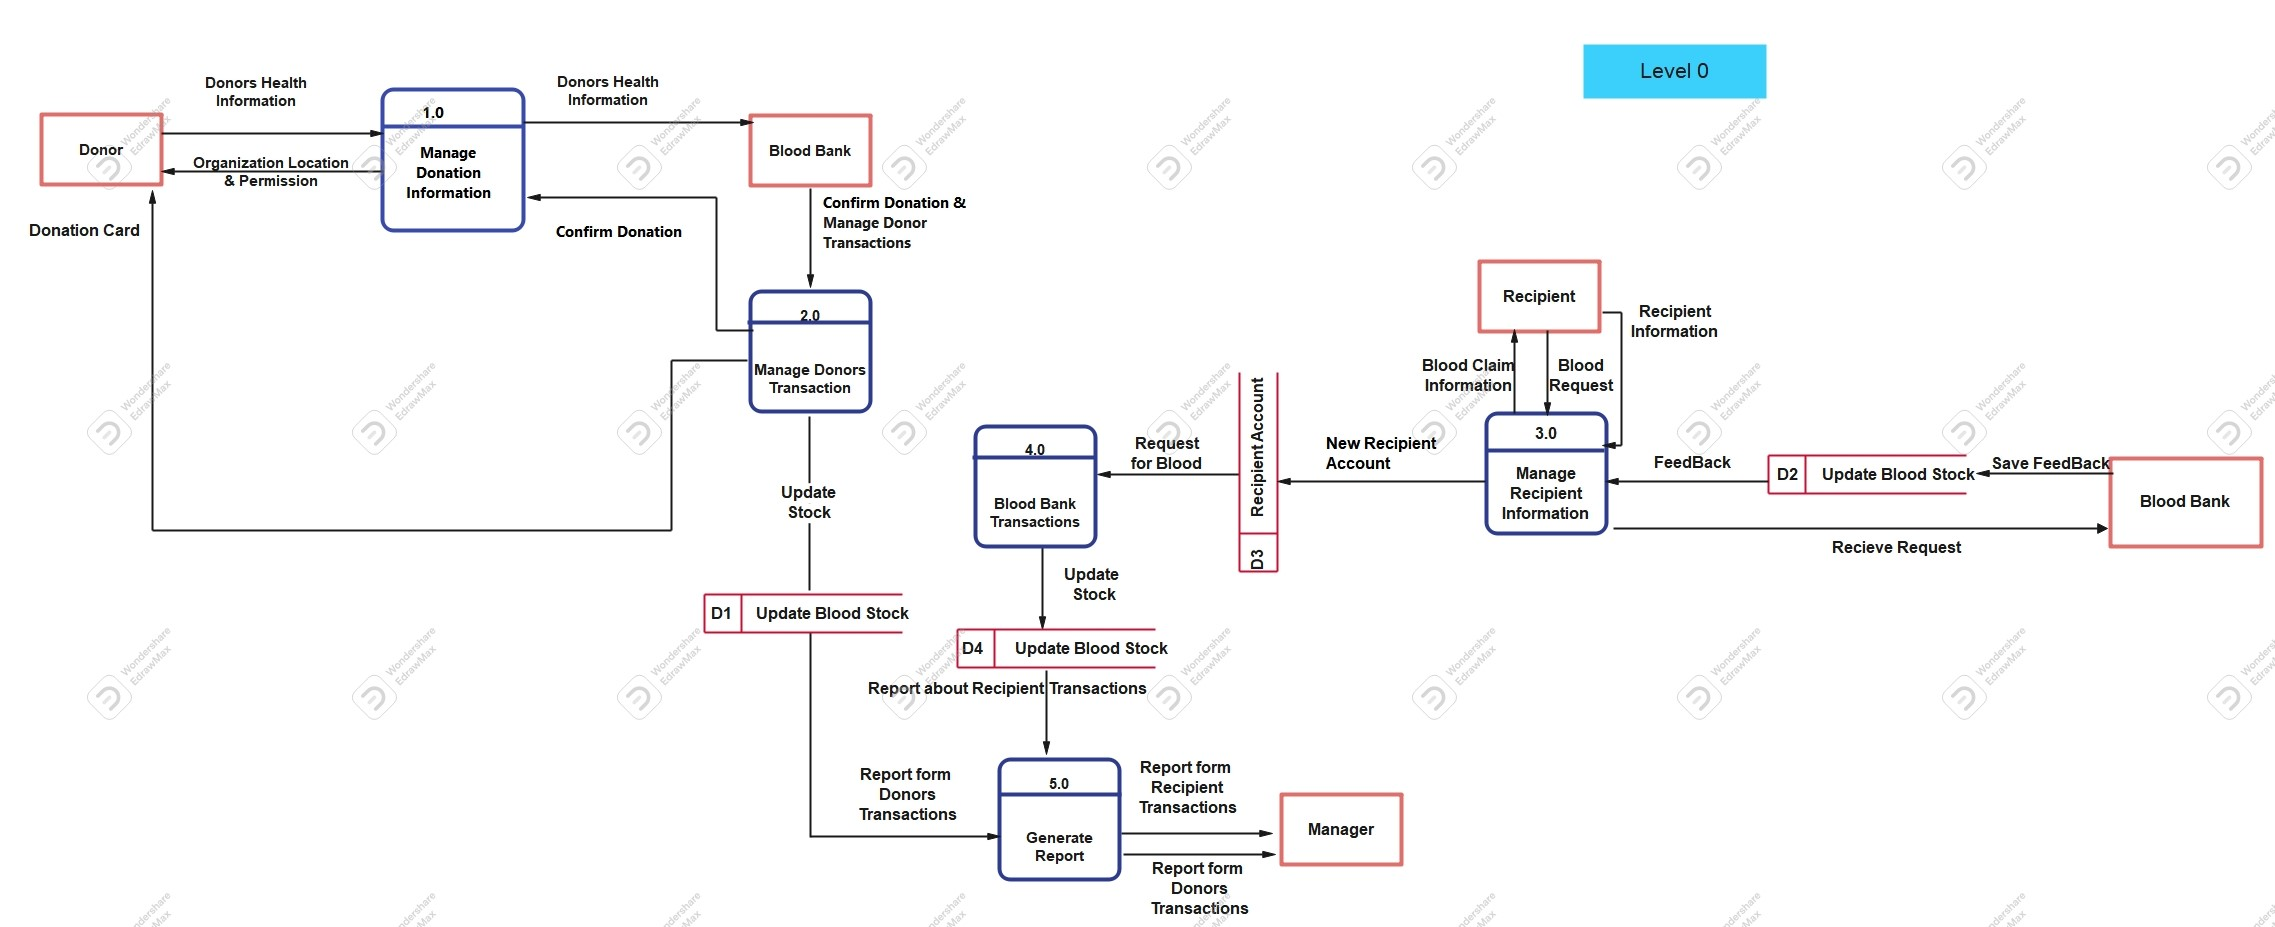 Level 0
Donors Health
Information
Donor
Organization Location
& Permission
Donation Card
1.0
Manage
Donation
Information
Donors Health
Information
Blood Bank
Confirm Donation
Confirm Donation &
Manage Donor
Transactions
2.0
Manage Donors
Transaction
Update
Stock
D1
Update Blood Stock
Recipient
Recipient
Information
Blood Claim
Information
Blood
Request
3.0
Manage
Recipient
Information
FeedBack
D2
Update Blood Stock
Save FeedBack
Blood Bank
Recieve Request
New Recipient
Account
Recipient Account
D3
Request
for Blood
4.0
Blood Bank
Transactions
Update
Stock
D4
Update Blood Stock
Report about Recipient Transactions
Report form
Donors
Transactions
5.0
Generate
Report
Report form
Recipient
Transactions
Report form
Donors
Transactions
Manager
Wondershare
EdrawMax